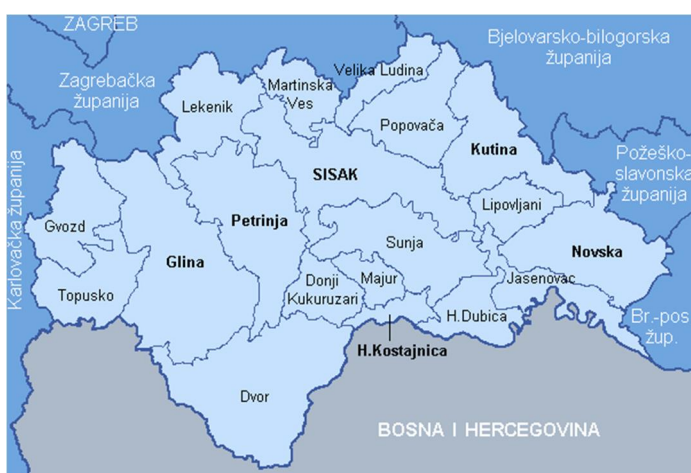 ZAGREB
Bjelovarsko-bilogorska
županija
Zagrebačka
županija
Velika Ludina
Martinska
Ves
Lekenik
Popovača
Kutina
Požeško-
slavonska
županija
SISAK
Karlovačka županija
Petrinja
Lipovljani
Gvozd
Sunja
Novska
Glina
Topusko
Donji
Kukuruzari
Majur
Jasenovac
H.Dubica
Br.-pos
žup.
H.Kostajnica
Dvor
BOSNA I HERCEGOVINA